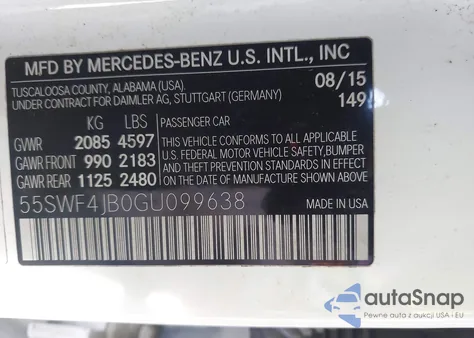 MFD BY MERCEDES-BENZ U.S. INTL., INC
TUSCALOOSA COUNTY, ALABAMA (USA). 08/15
UNDER CONTRACT FOR DAIMLER AG, STUTTGART (GERMANY) 149
KG LBS PASSENGER CAR
GVWR 2085 4597 THIS VEHICLE CONFORMS TO ALL APPLICABLE
GAWR FRONT 990 2183 U.S. FEDERAL MOTOR VEHICLE SAFETY, BUMPER
GAWR REAR 1125 2480 AND THEFT PREVENTION STANDARDS IN EFFECT
ON THE DATE OF MANUFACTURE SHOWN ABOVE.
55SWF4JB0GU099638 MADE IN USA
autoSnap
Pewne auta z USA i EU